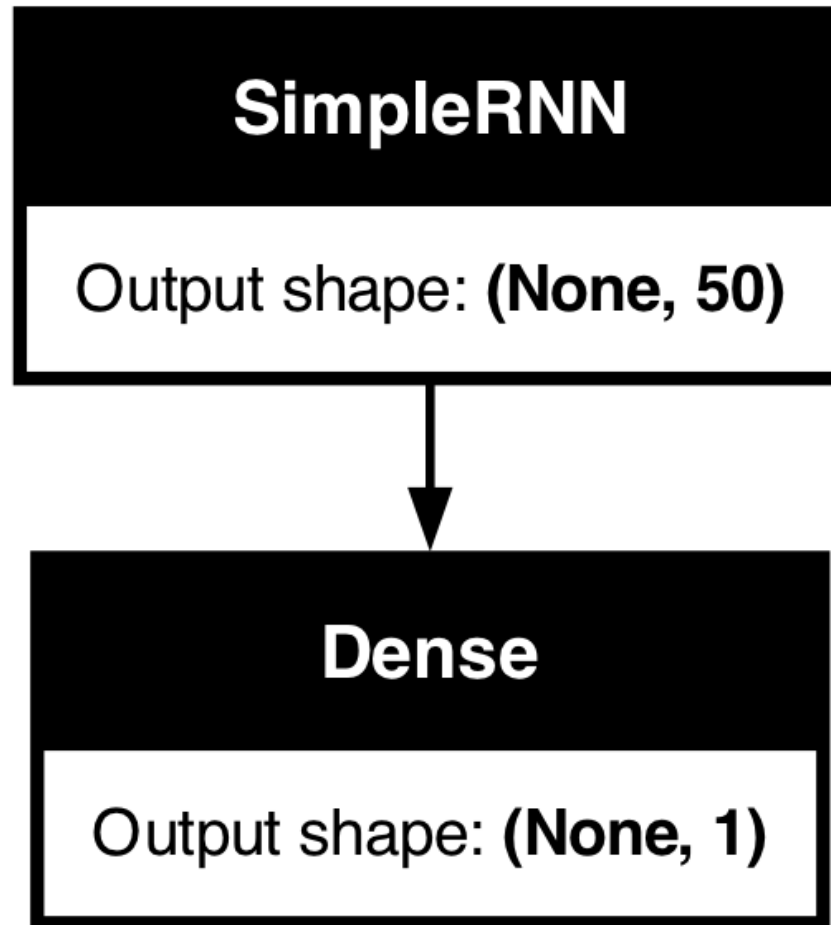 SimpleRNN
Output shape: (None, 50)
Dense
Output shape: (None, 1)